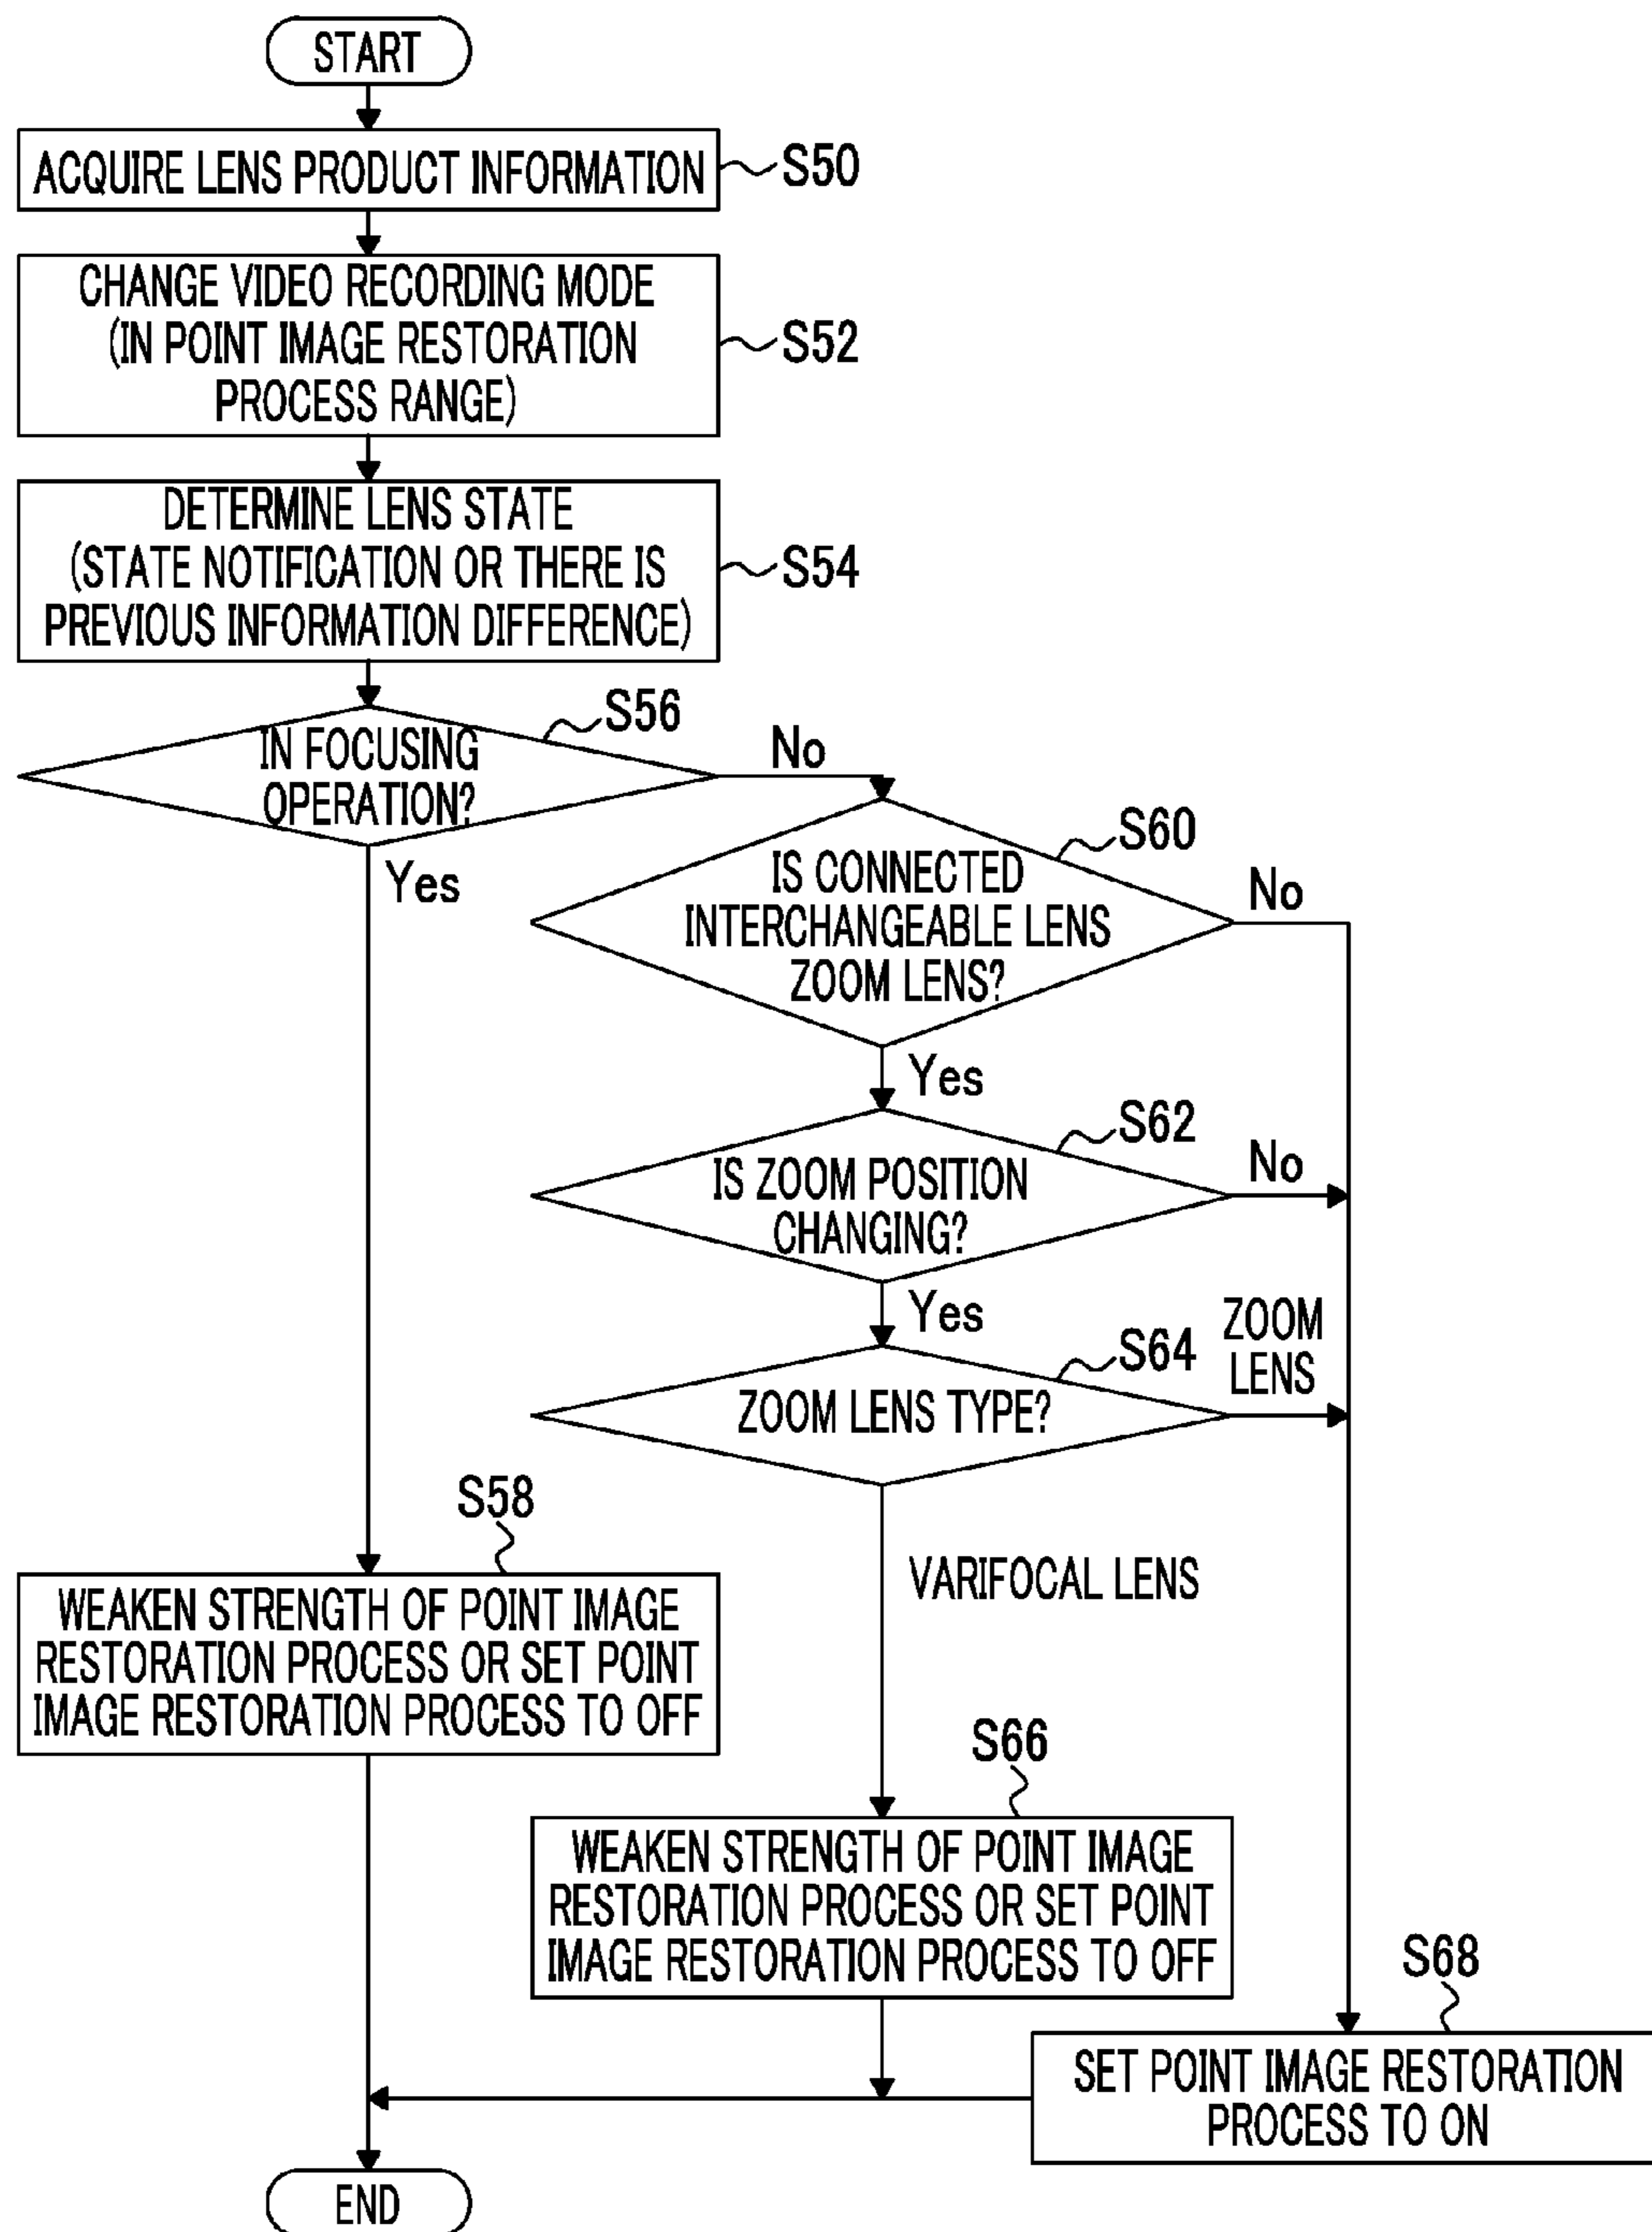 START
ACQUIRE LENS PRODUCT INFORMATION
S50
CHANGE VIDEO RECORDING MODE
(IN POINT IMAGE RESTORATION
PROCESS RANGE)
S52
DETERMINE LENS STATE
(STATE NOTIFICATION OR THERE IS
PREVIOUS INFORMATION DIFFERENCE)
S54
S56
IN FOCUSING
OPERATION?
No
Yes
S60
IS CONNECTED
INTERCHANGEABLE LENS
ZOOM LENS?
No
Yes
S62
IS ZOOM POSITION
CHANGING?
No
Yes
S64
ZOOM LENS TYPE?
ZOOM
LENS
VARIFOCAL LENS
S58
WEAKEN STRENGTH OF POINT IMAGE
RESTORATION PROCESS OR SET POINT
IMAGE RESTORATION PROCESS TO OFF
S66
WEAKEN STRENGTH OF POINT IMAGE
RESTORATION PROCESS OR SET POINT
IMAGE RESTORATION PROCESS TO OFF
S68
SET POINT IMAGE RESTORATION
PROCESS TO ON
END